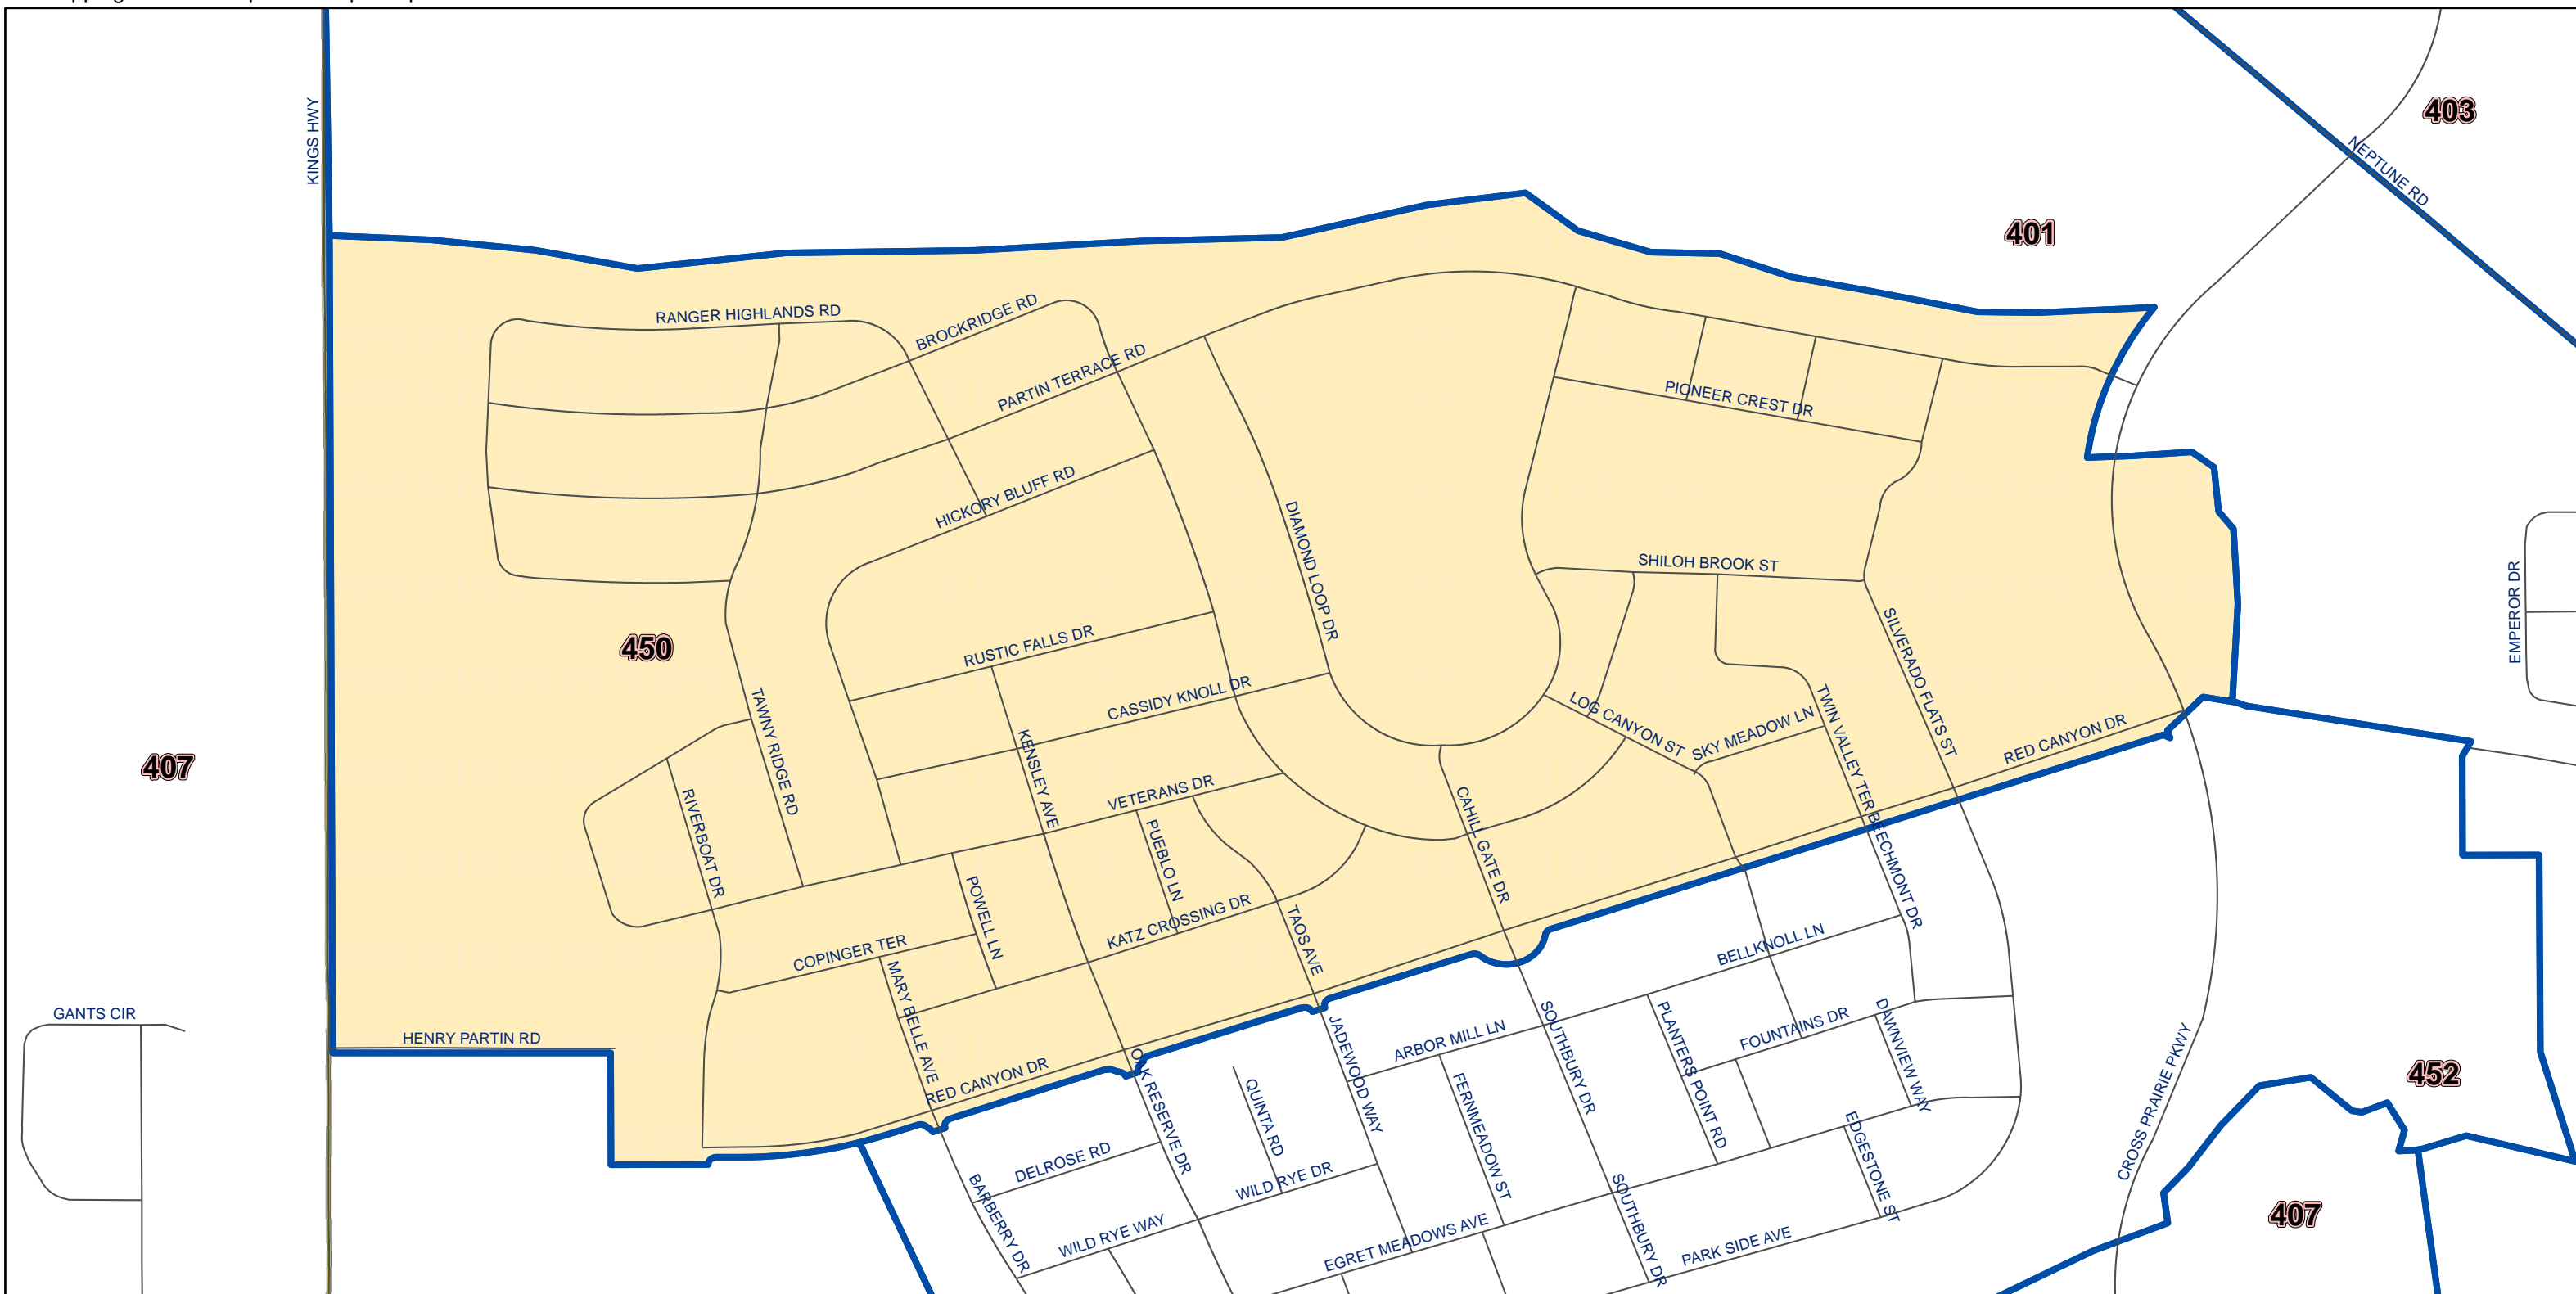 KINGS HWY
403
NEPTUNE RD
401
RANGER HIGHLANDS RD
BROCKRIDGE RD
PARTIN TERRACE RD
PIONEER CREST DR
HICKORY BLUFF RD
DIAMOND LOOP DR
SHILOH BROOK ST
EMPEROR DR
450
RUSTIC FALLS DR
SILVERADO FLATS ST
CASSIDY KNOLL DR
LOG CANYON ST
SKY MEADOW LN
TWIN VALLEY TER
RED CANYON DR
TAWNY RIDGE RD
KENSLEY AVE
407
VETERANS DR
RIVERBOAT DR
PUEBLO LN
CAHILL GATE DR
BEECHMONT DR
POWELL LN
KATZ CROSSING DR
TAOS AVE
COPINGER TER
BELLKNOLL LN
MARY BELLE AVE
GANTS CIR
HENRY PARTIN RD
JADEWOOD WAY
ARBOR MILL LN
SOUTHBURY DR
PLANTERS POINT RD
FOUNTAINS DR
DAWNVIEW WAY
RED CANYON DR
OAK RESERVE DR
QUINTA RD
FERNMEADOW ST
CROSS PRAIRIE PKWY
452
DELROSE RD
EDGESTONE ST
WILD RYE DR
BARBERRY DR
WILD RYE WAY
EGRET MEADOWS AVE
SOUTHBURY DR
PARK SIDE AVE
407